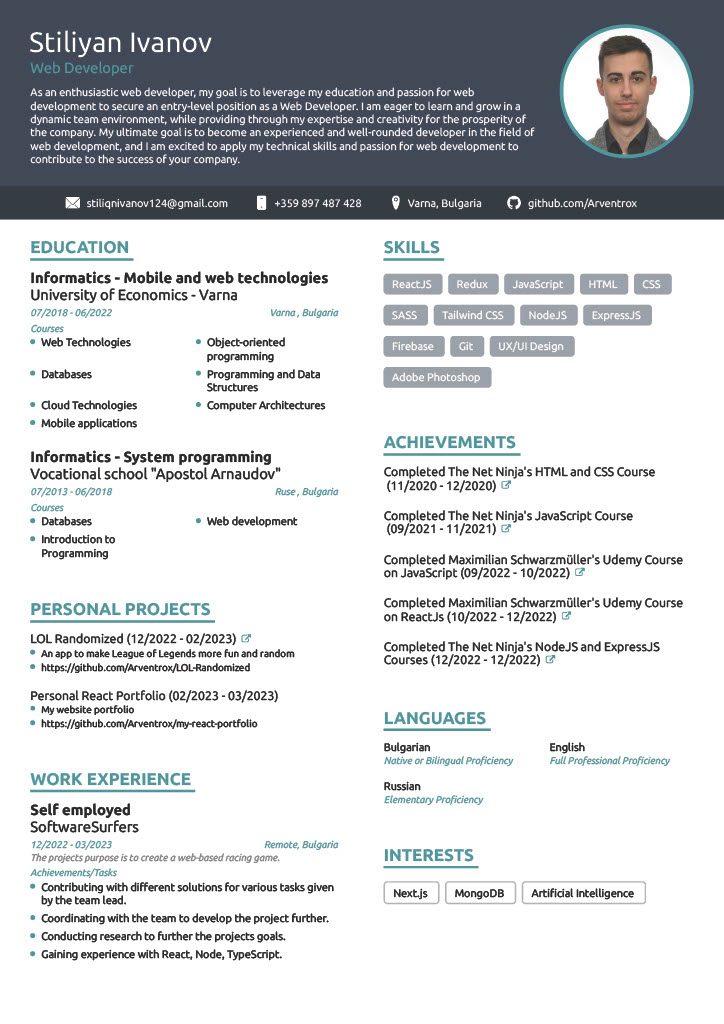 Stiliyan Ivanov
Web Developer
As an enthusiastic web developer, my goal is to leverage my education and passion for web
development to secure an entry-level position as a Web Developer. I am eager to learn and grow in a
dynamic team environment, while providing through my expertise and creativity for the prosperity of
the company. My ultimate goal is to become an experienced and well-rounded developer in the field of
web development, and I am excited to apply my technical skills and passion for web development to
contribute to the success of your company.
stiliqnivanov124@gmail.com
+359 897 487 428
Varna, Bulgaria
github.com/Arventrox
EDUCATION
Informatics - Mobile and web technologies
University of Economics - Varna
07/2018 - 06/2022 Varna , Bulgaria
Courses
Web Technologies
Object-oriented
programming
Databases
Programming and Data
Structures
Cloud Technologies
Computer Architectures
Mobile applications
Informatics - System programming
Vocational school "Apostol Arnaudov"
07/2013 - 06/2018 Ruse , Bulgaria
Courses
Databases
Web development
Introduction to
Programming
PERSONAL PROJECTS
LOL Randomized (12/2022 - 02/2023)
An app to make League of Legends more fun and random
https://github.com/Arventrox/LOL-Randomized
Personal React Portfolio (02/2023 - 03/2023)
My website portfolio
https://github.com/Arventrox/my-react-portfolio
WORK EXPERIENCE
Self employed
SoftwareSurfers
12/2022 - 03/2023 Remote, Bulgaria
The projects purpose is to create a web-based racing game.
Achievements/Tasks
Contributing with different solutions for various tasks given
by the team lead.
Coordinating with the team to develop the project further.
Conducting research to further the projects goals.
Gaining experience with React, Node, TypeScript.
SKILLS
ReactJS Redux JavaScript HTML CSS
SASS Tailwind CSS NodeJS ExpressJS
Firebase Git UX/UI Design
Adobe Photoshop
ACHIEVEMENTS
Completed The Net Ninja's HTML and CSS Course
(11/2020 - 12/2020)
Completed The Net Ninja's JavaScript Course
(09/2021 - 11/2021)
Completed Maximilian Schwarzmüller's Udemy Course
on JavaScript (09/2022 - 10/2022)
Completed Maximilian Schwarzmüller's Udemy Course
on ReactJs (10/2022 - 12/2022)
Completed The Net Ninja's NodeJS and ExpressJS
Courses (12/2022 - 12/2022)
LANGUAGES
Bulgarian
Native or Bilingual Proficiency
English
Full Professional Proficiency
Russian
Elementary Proficiency
INTERESTS
Next.js MongoDB Artificial Intelligence